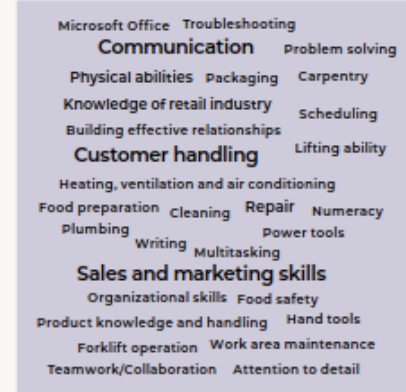 Microsoft Office Troubleshooting
Communication Problem solving
Physical abilities Packaging Carpentry
Knowledge of retail industry
Scheduling
Building effective relationships
Customer handling Lifting ability
Heating, ventilation and air conditioning
Food preparation Cleaning Repair Numeracy
Plumbing Power tools
Writing Multitasking
Sales and marketing skills
Organizational skills Food safety
Product knowledge and handling Hand tools
Forklift operation Work area maintenance
Teamwork/Collaboration Attention to detail